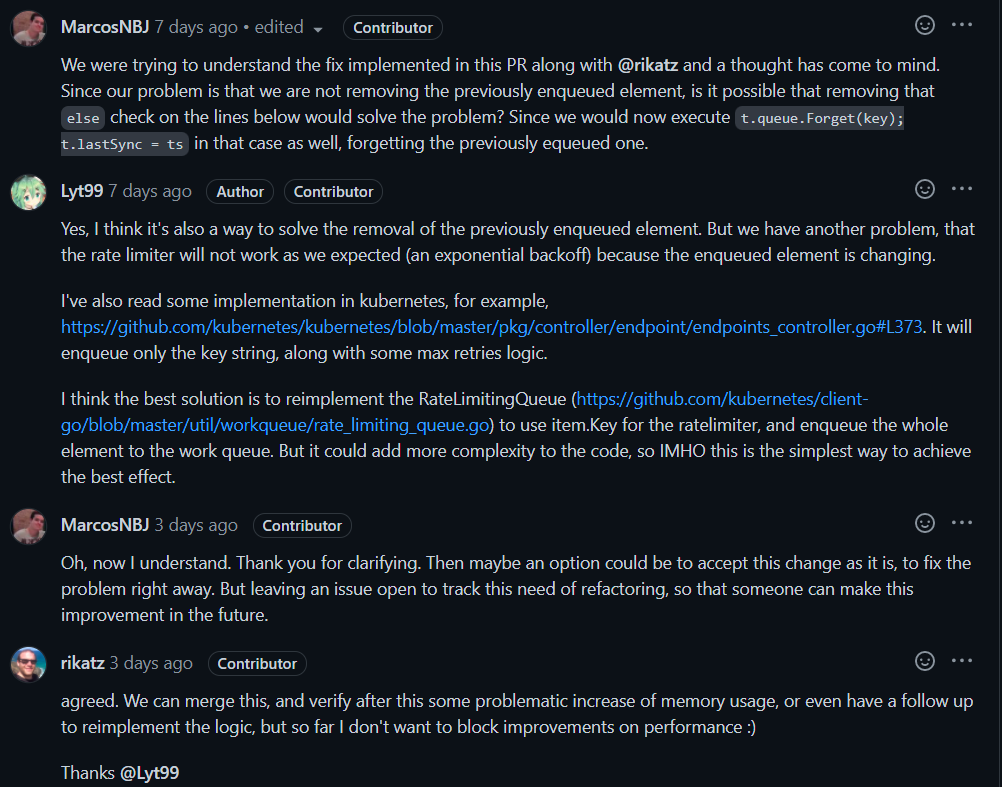 MarcosNBJ 7 days ago • edited Contributor
We were trying to understand the fix implemented in this PR along with @rikatz and a thought has come to mind.
Since our problem is that we are not removing the previously enqueued element, is it possible that removing that
else check on the lines below would solve the problem? Since we would now execute t.queue.Forget(key);
t.lastSync = ts in that case as well, forgetting the previously equeued one.
Lyt99 7 days ago Author Contributor
Yes, I think it's also a way to solve the removal of the previously enqueued element. But we have another problem, that
the rate limiter will not work as we expected (an exponential backoff) because the enqueued element is changing.
I've also read some implementation in kubernetes, for example,
https://github.com/kubernetes/kubernetes/blob/master/pkg/controller/endpoint/endpoints_controller.go#L373. It will
enqueue only the key string, along with some max retries logic.
I think the best solution is to reimplement the RateLimitingQueue (https://github.com/kubernetes/client-
go/blob/master/util/workqueue/rate_limiting_queue.go) to use item.Key for the ratelimiter, and enqueue the whole
element to the work queue. But it could add more complexity to the code, so IMHO this is the simplest way to achieve
the best effect.
MarcosNBJ 3 days ago Contributor
Oh, now I understand. Thank you for clarifying. Then maybe an option could be to accept this change as it is, to fix the
problem right away. But leaving an issue open to track this need of refactoring, so that someone can make this
improvement in the future.
rikatz 3 days ago Contributor
agreed. We can merge this, and verify after this some problematic increase of memory usage, or even have a follow up
to reimplement the logic, but so far I don't want to block improvements on performance :)
Thanks @Lyt99